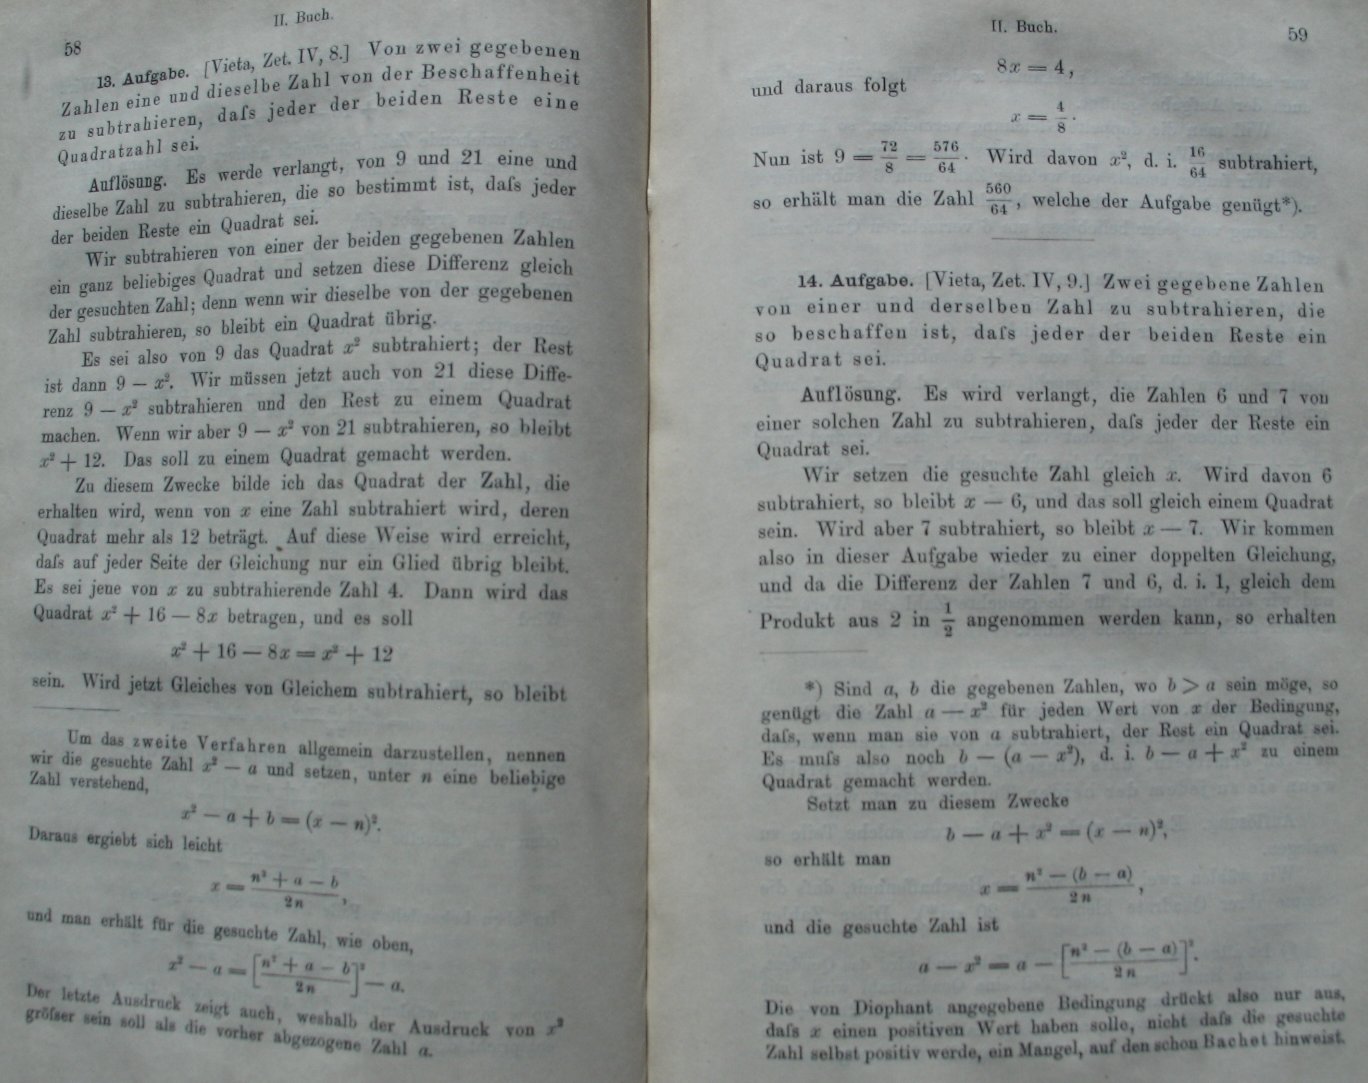 58
II. Buch.
13. Aufgabe. [Vieta, Zet. IV, 8.] Von zwei gegebenen
Zahlen eine und dieselbe Zahl von der Beschaffenheit
zu subtrahieren, daſs jeder der beiden Reste eine
Quadratzahl sei.
Auflösung. Es werde verlangt, von 9 und 21 eine und
dieselbe Zahl zu subtrahieren, die so bestimmt ist, daſs jeder
der beiden Reste ein Quadrat sei.
Wir subtrahieren von einer der beiden gegebenen Zahlen
ein ganz beliebiges Quadrat und setzen diese Differenz gleich
der gesuchten Zahl; denn wenn wir dieselbe von der gegebenen
Zahl subtrahieren, so bleibt ein Quadrat übrig.
Es sei also von 9 das Quadrat x² subtrahiert; der Rest
ist dann 9 — x². Wir müssen jetzt auch von 21 diese Diffe-
renz 9 — x² subtrahieren und den Rest zu einem Quadrat
machen. Wenn wir aber 9 — x² von 21 subtrahieren, so bleibt
x² + 12. Das soll zu einem Quadrat gemacht werden.
Zu diesem Zwecke bilde ich das Quadrat der Zahl, die
erhalten wird, wenn von x eine Zahl subtrahiert wird, deren
Quadrat mehr als 12 beträgt. Auf diese Weise wird erreicht,
daſs auf jeder Seite der Gleichung nur ein Glied übrig bleibt.
Es sei jene von x zu subtrahierende Zahl 4. Dann wird das
Quadrat x² + 16 — 8x betragen, und es soll
x² + 16 — 8x = x² + 12
sein. Wird jetzt Gleiches von Gleichem subtrahiert, so bleibt
Um das zweite Verfahren allgemein darzustellen, nennen
wir die gesuchte Zahl x² — a und setzen, unter n eine beliebige
Zahl verstehend,
x² — a + b = (x — n)².
Daraus ergiebt sich leicht
x = (n² + a — b)/(2n),
und man erhält für die gesuchte Zahl, wie oben,
x² — a = [(n² + a — b)/(2n)]² — a.
Der letzte Ausdruck zeigt auch, weshalb der Ausdruck von x²
gröſser sein soll als die vorher abgezogene Zahl a.
II. Buch.
59
8x = 4,
und daraus folgt
x = 4/8.
Nun ist 9 = 72/8 = 576/64. Wird davon x², d. i. 16/64 subtrahiert,
so erhält man die Zahl 560/64, welche der Aufgabe genügt*).
14. Aufgabe. [Vieta, Zet. IV, 9.] Zwei gegebene Zahlen
von einer und derselben Zahl zu subtrahieren, die
so beschaffen ist, daſs jeder der beiden Reste ein
Quadrat sei.
Auflösung. Es wird verlangt, die Zahlen 6 und 7 von
einer solchen Zahl zu subtrahieren, daſs jeder der Reste ein
Quadrat sei.
Wir setzen die gesuchte Zahl gleich x. Wird davon 6
subtrahiert, so bleibt x — 6, und das soll gleich einem Quadrat
sein. Wird aber 7 subtrahiert, so bleibt x — 7. Wir kommen
also in dieser Aufgabe wieder zu einer doppelten Gleichung,
und da die Differenz der Zahlen 7 und 6, d. i. 1, gleich dem
Produkt aus 2 in 1/2 angenommen werden kann, so erhalten
*) Sind a, b die gegebenen Zahlen, wo b > a sein möge, so
genügt die Zahl a — x² für jeden Wert von x der Bedingung,
daſs, wenn man sie von a subtrahiert, der Rest ein Quadrat sei.
Es muſs also noch b — (a — x²), d. i. b — a + x² zu einem
Quadrat gemacht werden.
Setzt man zu diesem Zwecke
b — a + x² = (x — n)²,
so erhält man
x = (n² — (b — a))/(2n),
und die gesuchte Zahl ist
a — x² = a — [(n² — (b — a))/(2n)]².
Die von Diophant angegebene Bedingung drückt also nur aus,
daſs x einen positiven Wert haben solle, nicht daſs die gesuchte
Zahl selbst positiv werde, ein Mangel, auf den schon Bachet hinweist.